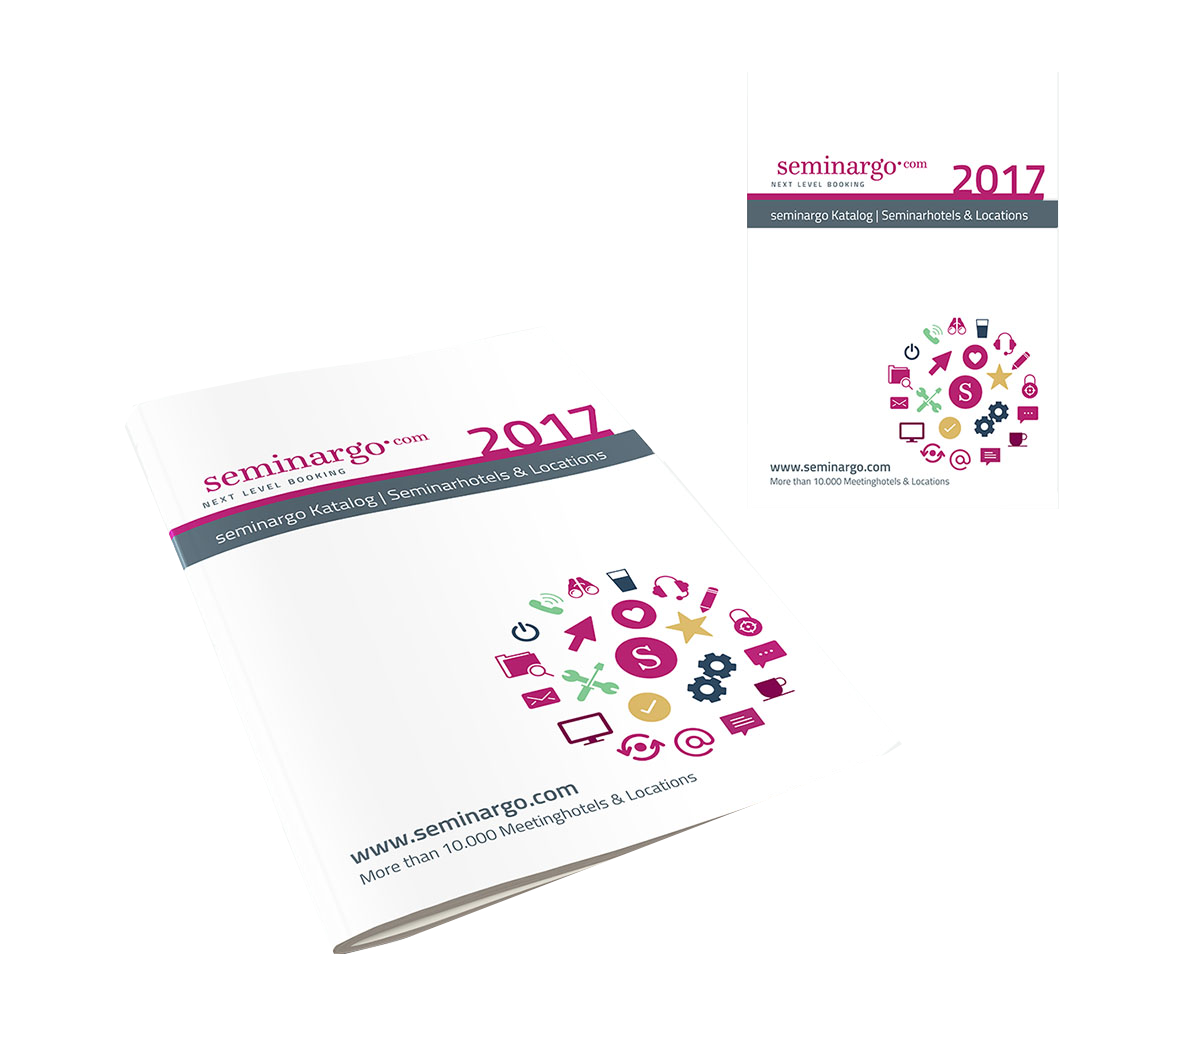 seminargo.com
2017
NEXT LEVEL BOOKING
seminargo Katalog | Seminarhotels & Locations
S
www.seminargo.com
More than 10.000 Meetinghotels & Locations
seminargo.com
2017
NEXT LEVEL BOOKING
seminargo Katalog | Seminarhotels & Locations
S
@
www.seminargo.com
More than 10.000 Meetinghotels & Locations